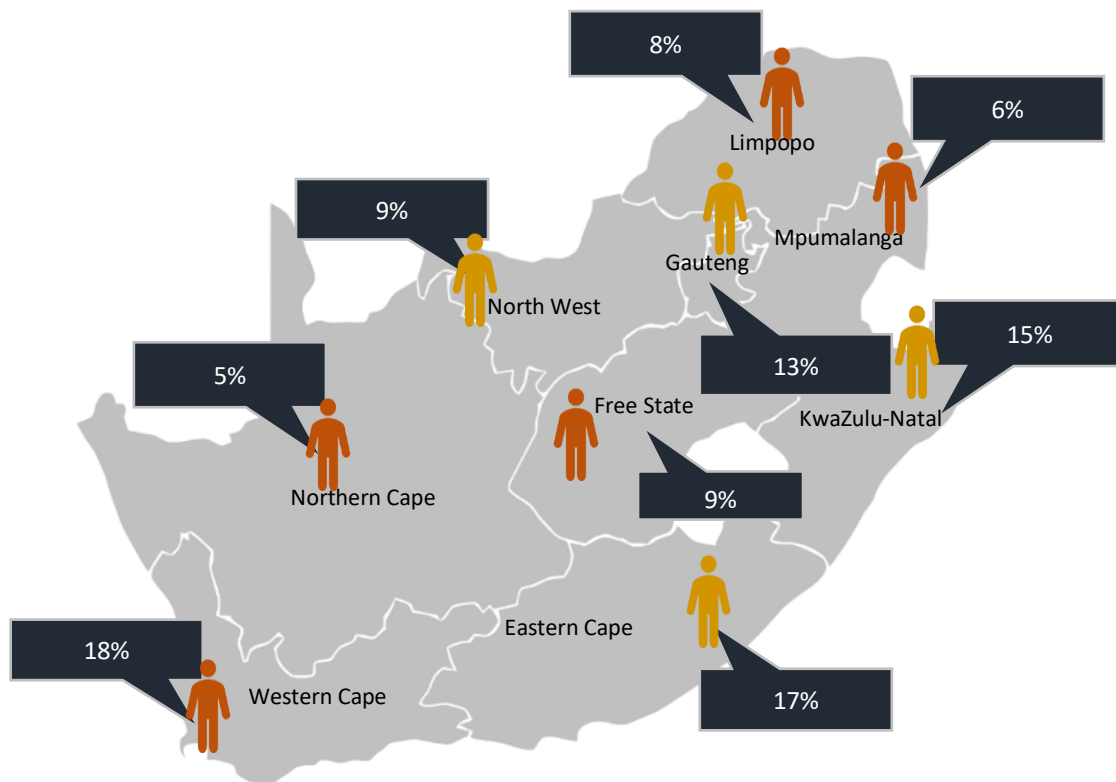 8%
6%
Limpopo
9%
Mpumalanga
Gauteng
North West
15%
13%
5%
Free State
KwaZulu-Natal
Northern Cape
9%
Eastern Cape
18%
Western Cape
17%